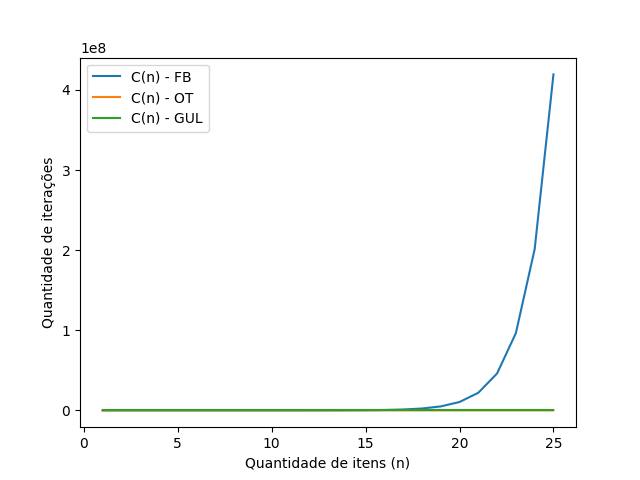 1e8
C(n) - FB
C(n) - OT
C(n) - GUL
4
3
2
1
0
Quantidade de iterações
0 5 10 15 20 25
Quantidade de itens (n)